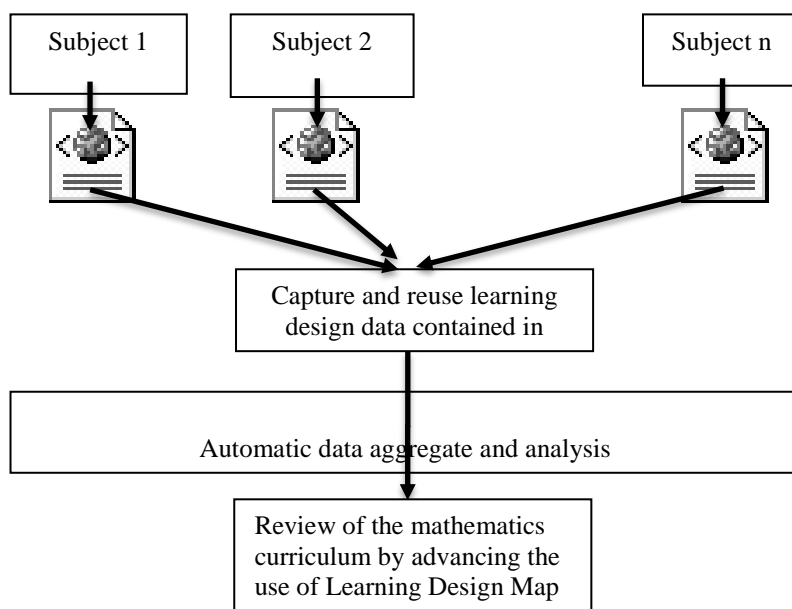 Subject 1
Subject 2
Subject n
Capture and reuse learning
design data contained in
Automatic data aggregate and analysis
Review of the mathematics
curriculum by advancing the
use of Learning Design Map